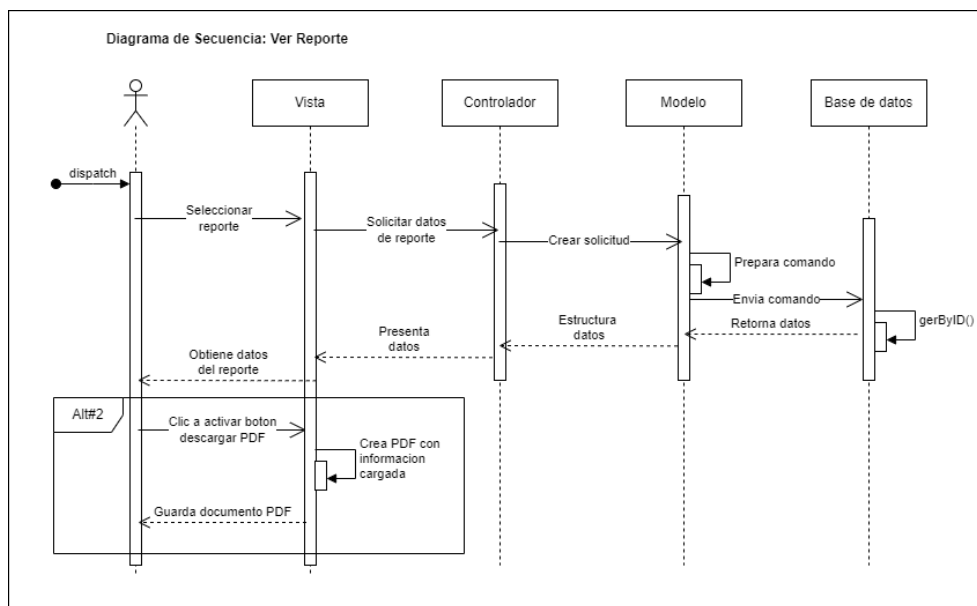 Diagrama de Secuencia: Ver Reporte
Vista
Controlador
Modelo
Base de datos
dispatch
Seleccionar
reporte
Solicitar datos
de reporte
Crear solicitud
Prepara comando
Envia comando
gerByID()
Retorna datos
Estructura
datos
Presenta
datos
Obtiene datos
del reporte
Alt#2
Clic a activar boton
descargar PDF
Crea PDF con
informacion
cargada
Guarda documento PDF